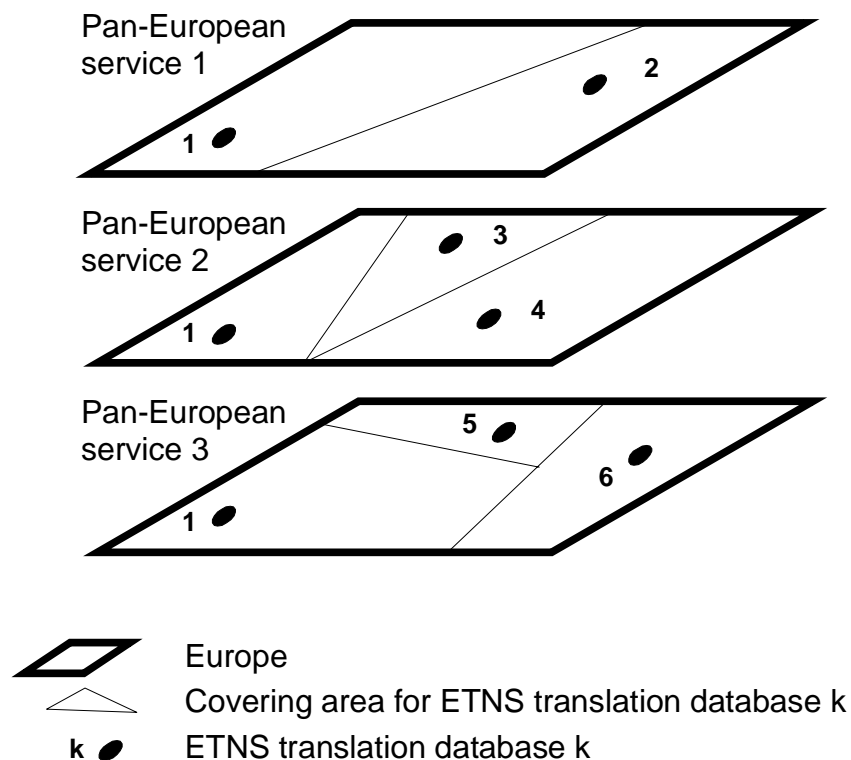 Pan-European
service 1
1
2
Pan-European
service 2
1
3
4
Pan-European
service 3
1
5
6
Europe
Covering area for ETNS translation database k
k ETNS translation database k